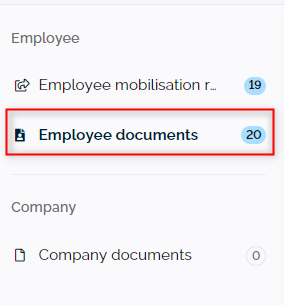 Employee
Employee mobilisation r... 19
Employee documents 20
Company
Company documents 0